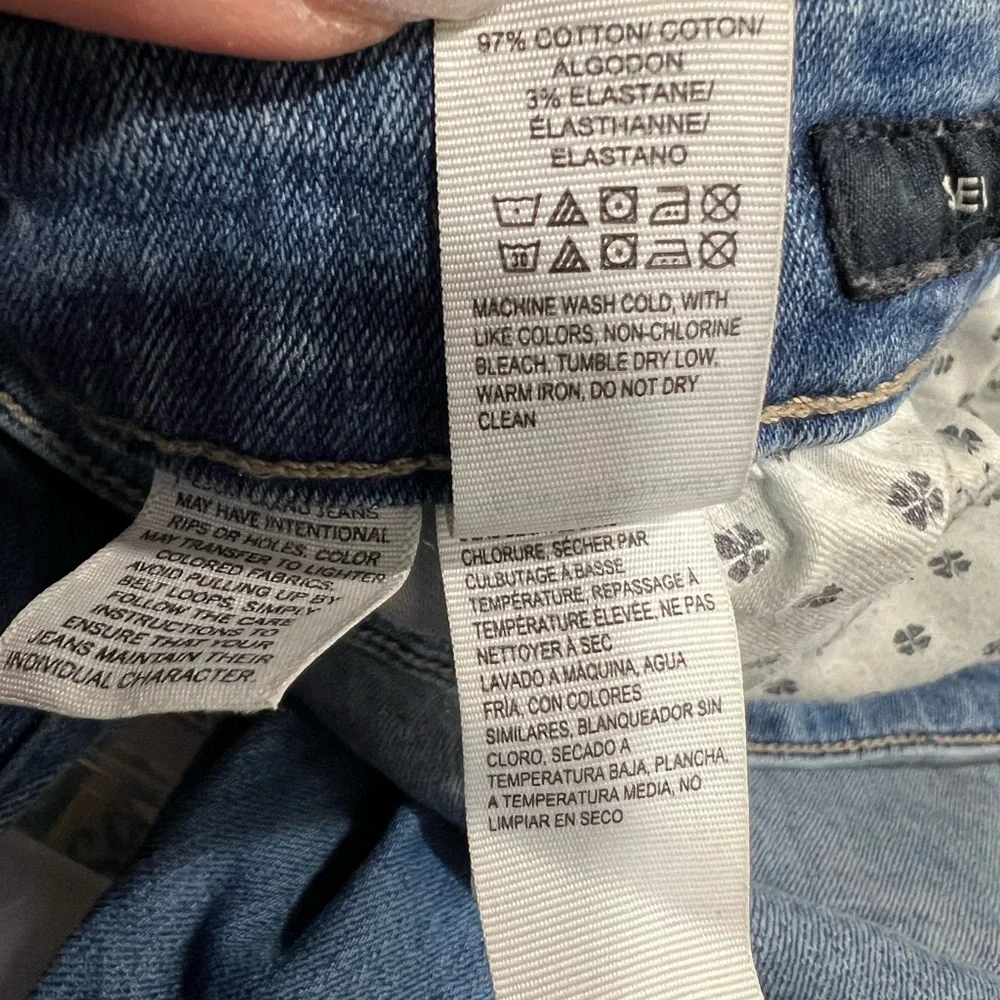 97% COTTON/ COTON/
ALGODON
3% ELASTANE/
ÉLASTHANNE/
ELASTANO
30
MACHINE WASH COLD, WITH
LIKE COLORS, NON-CHLORINE
BLEACH, TUMBLE DRY LOW,
WARM IRON, DO NOT DRY
CLEAN
JEANS
MAY HAVE INTENTIONAL
RIPS OR HOLES, COLOR
MAY TRANSFER TO LIGHTER
COLORED FABRICS.
AVOID PULLING UP BY
BELT LOOPS, SIMPLY
FOLLOW THE CARE
INSTRUCTIONS TO
ENSURE THAT YOUR
JEANS MAINTAIN THEIR
INDIVIDUAL CHARACTER.
CHLORURE, SÉCHER PAR
CULBUTAGE À BASSE
TEMPÉRATURE, REPASSAGE À
TEMPÉRATURE ÉLEVÉE, NE PAS
NETTOYER À SEC
LAVADO A MAQUINA, AGUA
FRÍA, CON COLORES
SIMILARES, BLANQUEADOR SIN
CLORO, SECADO A
TEMPERATURA BAJA, PLANCHA,
A TEMPERATURA MEDIA, NO
LIMPIAR EN SECO